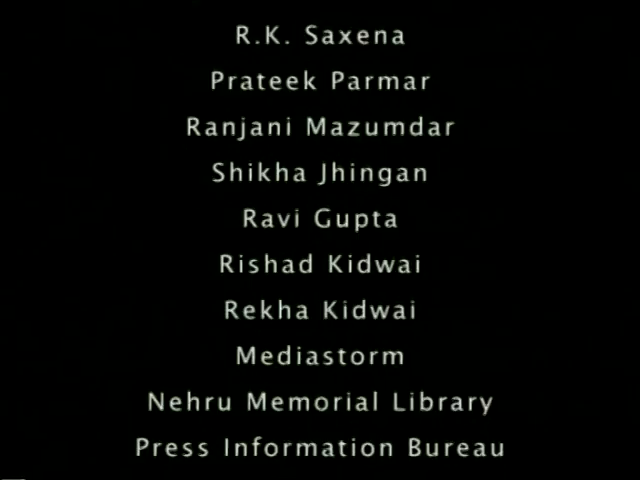 R.K. Saxena
Prateek Parmar
Ranjani Mazumdar
Shikha Jhingan
Ravi Gupta
Rishad Kidwai
Rekha Kidwai
Mediastorm
Nehru Memorial Library
Press Information Bureau